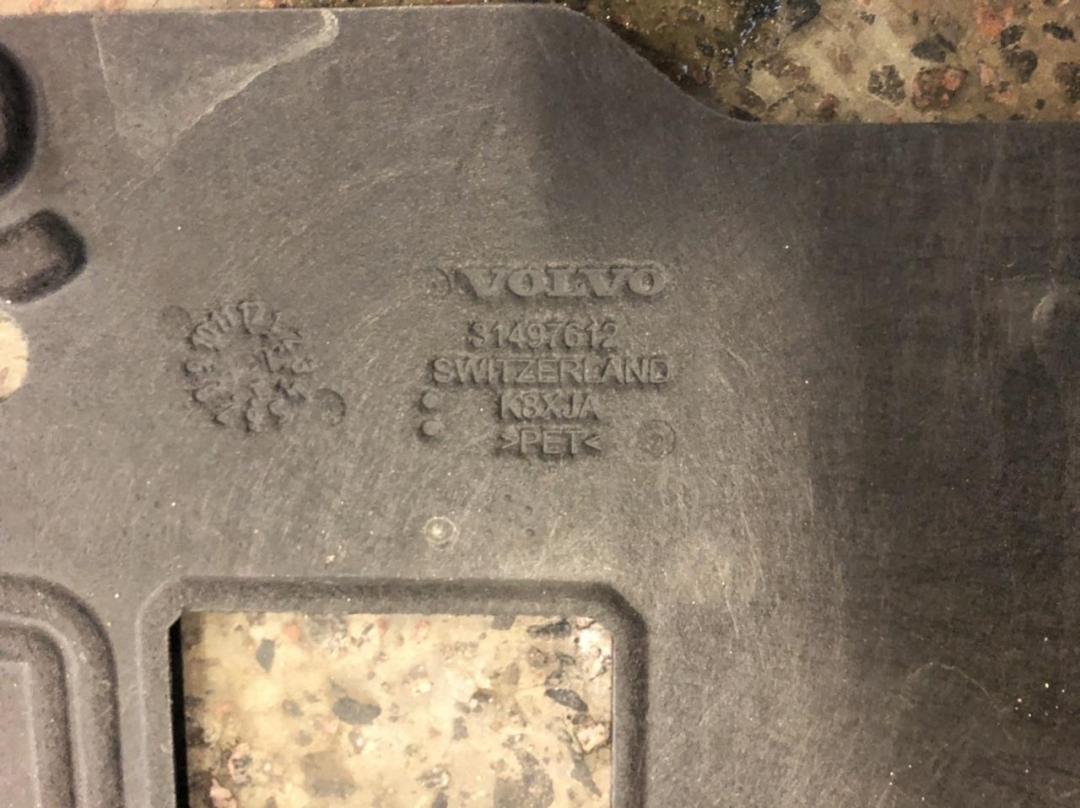 VOLVO
31497612
SWITZERLAND
K8XJA
>PET<